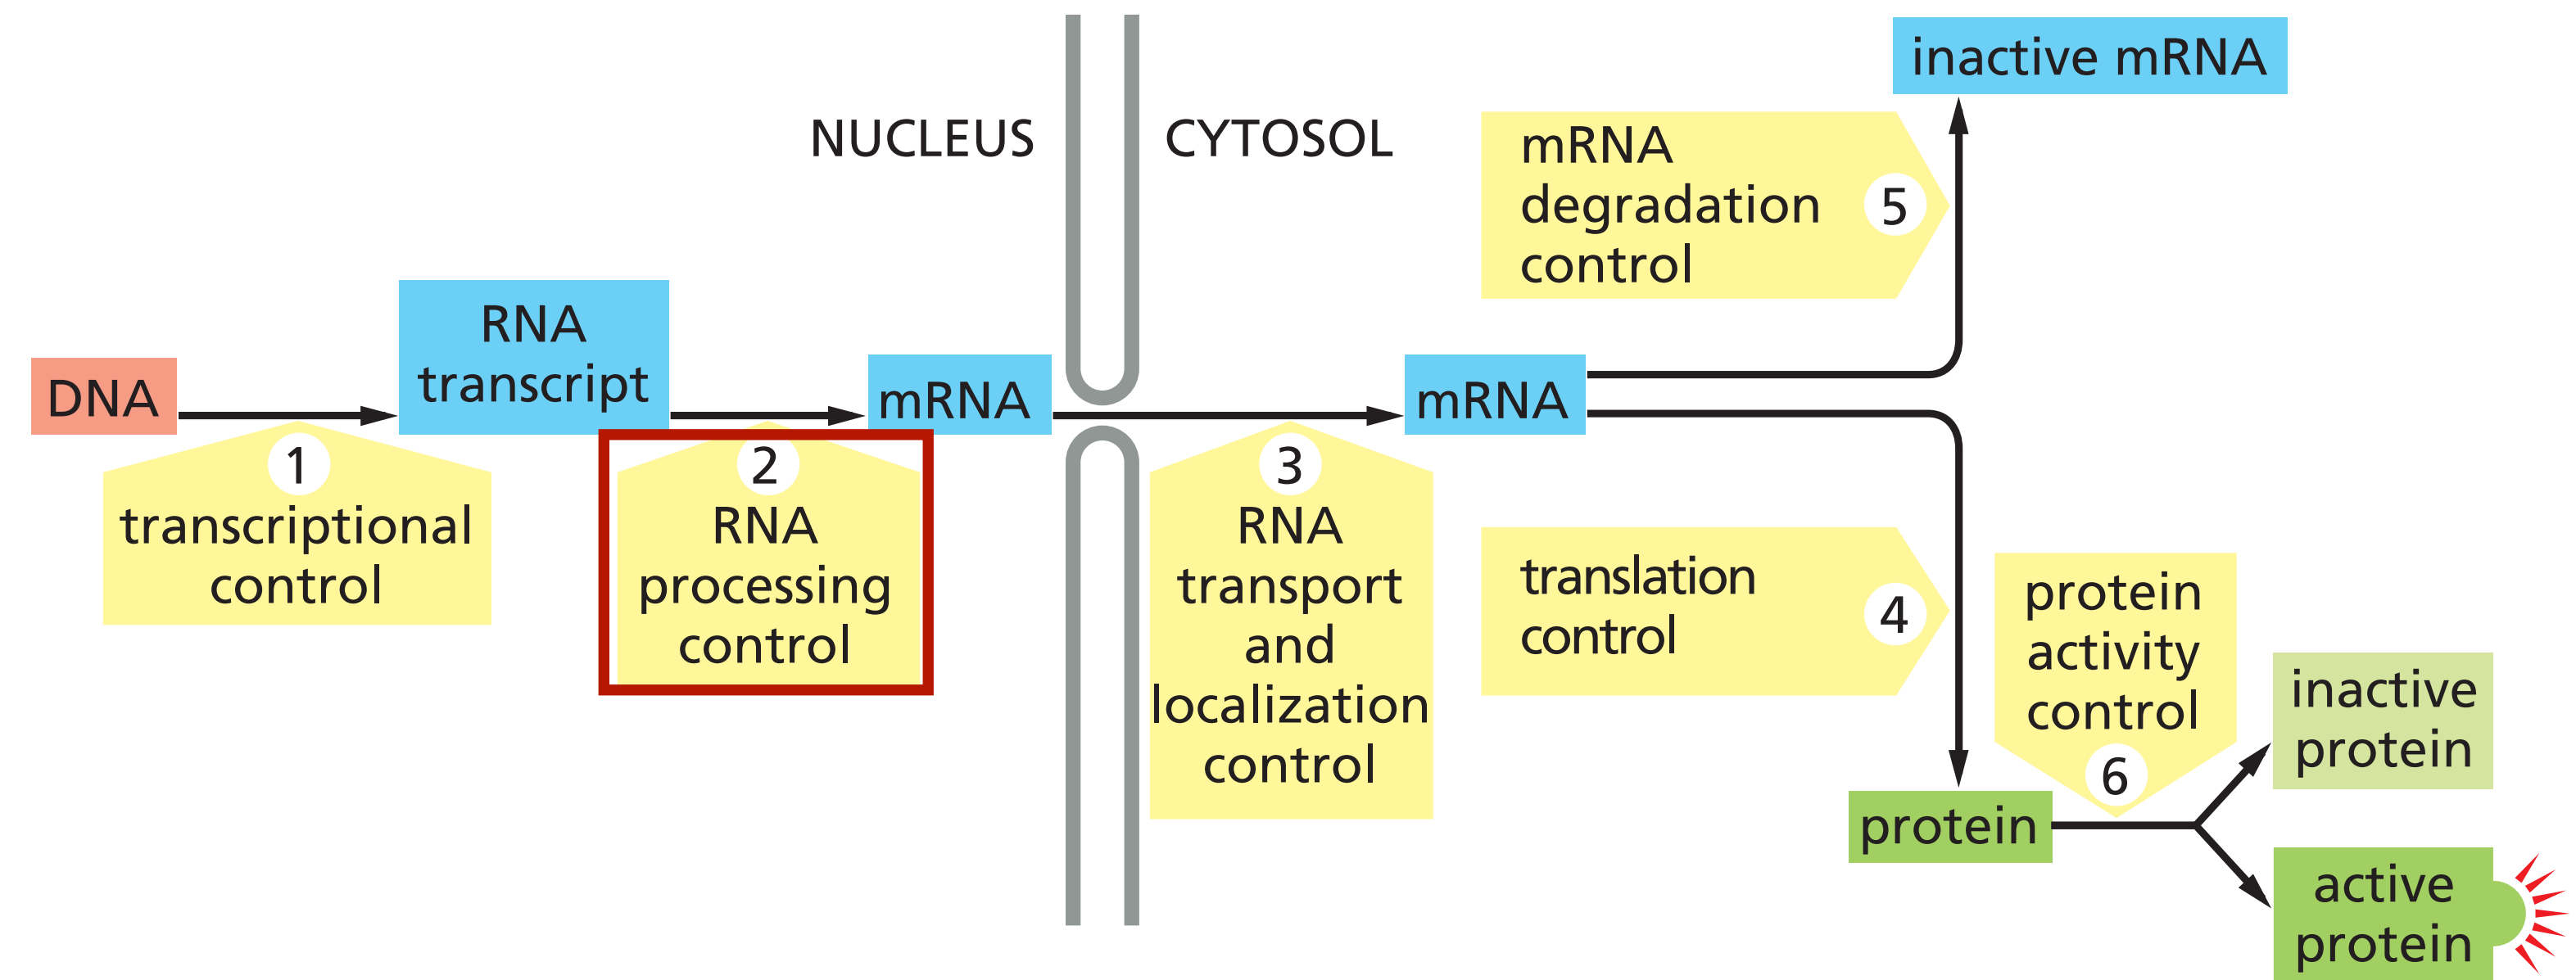 NUCLEUS
CYTOSOL
DNA
1
transcriptional
control
RNA
transcript
2
RNA
processing
control
mRNA
3
RNA
transport
and
localization
control
mRNA
mRNA
degradation
control
5
inactive mRNA
translation
control
4
protein
protein
activity
control
6
inactive
protein
active
protein